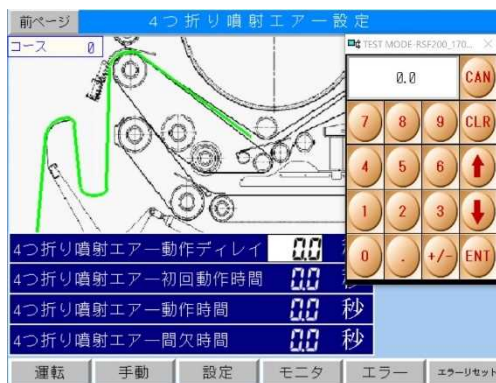 前ページ
4つ折り噴射エアー設定
コース 0
TEST MODE-RSF200_170...
0.0 CAN
7 8 9 CLR
4 5 6
1 2 3
0 . +/- ENT
4つ折り噴射エアー動作ディレイ 0.0
4つ折り噴射エアー初回動作時間 0.0
4つ折り噴射エアー動作時間 0.0 秒
4つ折り噴射エアー間欠時間 0.0 秒
運転 手動 設定 モニタ エラー エラーリセット